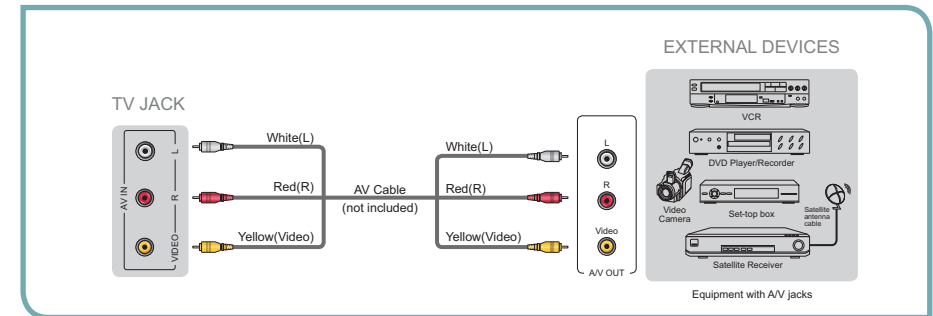 EXTERNAL DEVICES
TV JACK
AV IN
L
R
VIDEO
White(L)
Red(R)
Yellow(Video)
AV Cable
(not included)
White(L)
Red(R)
Yellow(Video)
L
R
Video
A/V OUT
VCR
DVD Player/Recorder
Video
Camera
Set-top box
Satellite
antenna
cable
Satellite Receiver
Equipment with A/V jacks